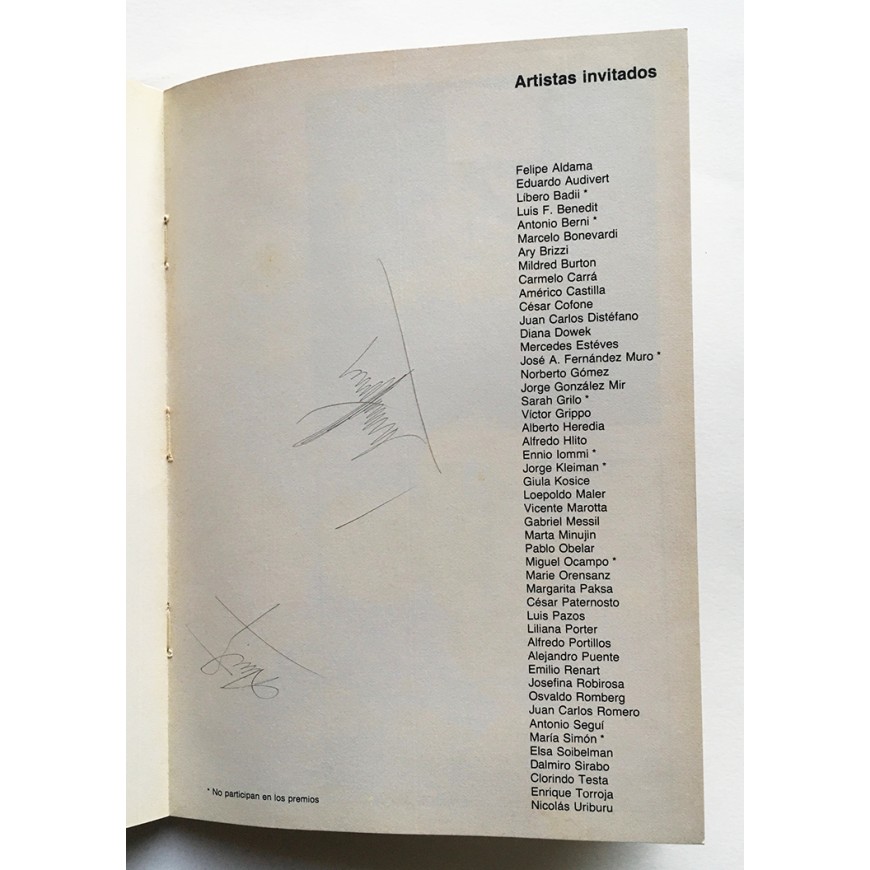 Artistas invitados
Felipe Aldama
Eduardo Audivert
Líbero Badii *
Luis F. Benedit
Antonio Berni *
Marcelo Bonevardi
Ary Brizzi
Mildred Burton
Carmelo Carrá
Américo Castilla
César Cofone
Juan Carlos Distéfano
Diana Dowek
Mercedes Estéves
José A. Fernández Muro *
Norberto Gómez
Jorge González Mir
Sarah Grilo *
Víctor Grippo
Alberto Heredia
Alfredo Hlito
Ennio Iommi *
Jorge Kleiman *
Giula Kosice
Loepoldo Maler
Vicente Marotta
Gabriel Messil
Marta Minujin
Pablo Obelar
Miguel Ocampo *
Marie Orensanz
Margarita Paksa
César Paternosto
Luis Pazos
Liliana Porter
Alfredo Portillos
Alejandro Puente
Emilio Renart
Josefina Robirosa
Osvaldo Romberg
Juan Carlos Romero
Antonio Seguí
María Simón *
Elsa Soibelman
Dalmiro Sirabo
Clorindo Testa
Enrique Torroja
Nicolás Uriburu
* No participan en los premios